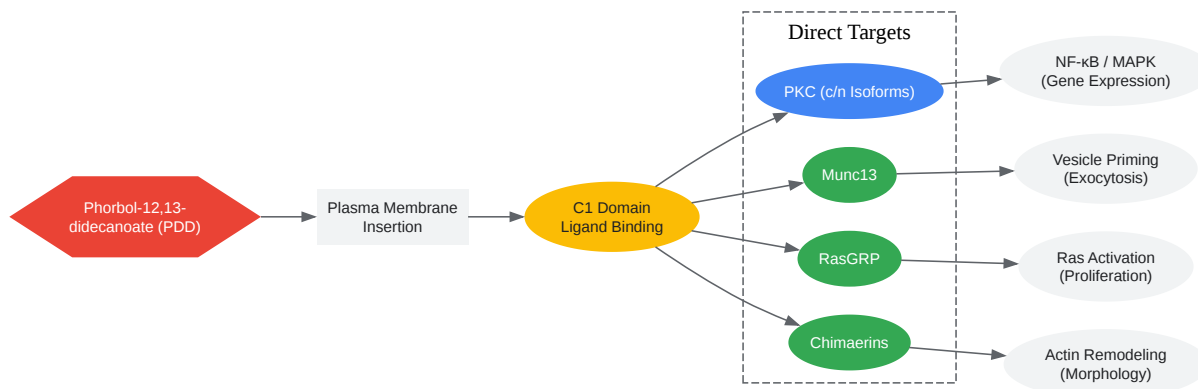 Direct Targets
Phorbol-12,13-
didecanoate (PDD)
Plasma Membrane
Insertion
C1 Domain
Ligand Binding
PKC (c/n Isoforms)
Munc13
RasGRP
Chimaerins
NF-κB / MAPK
(Gene Expression)
Vesicle Priming
(Exocytosis)
Ras Activation
(Proliferation)
Actin Remodeling
(Morphology)